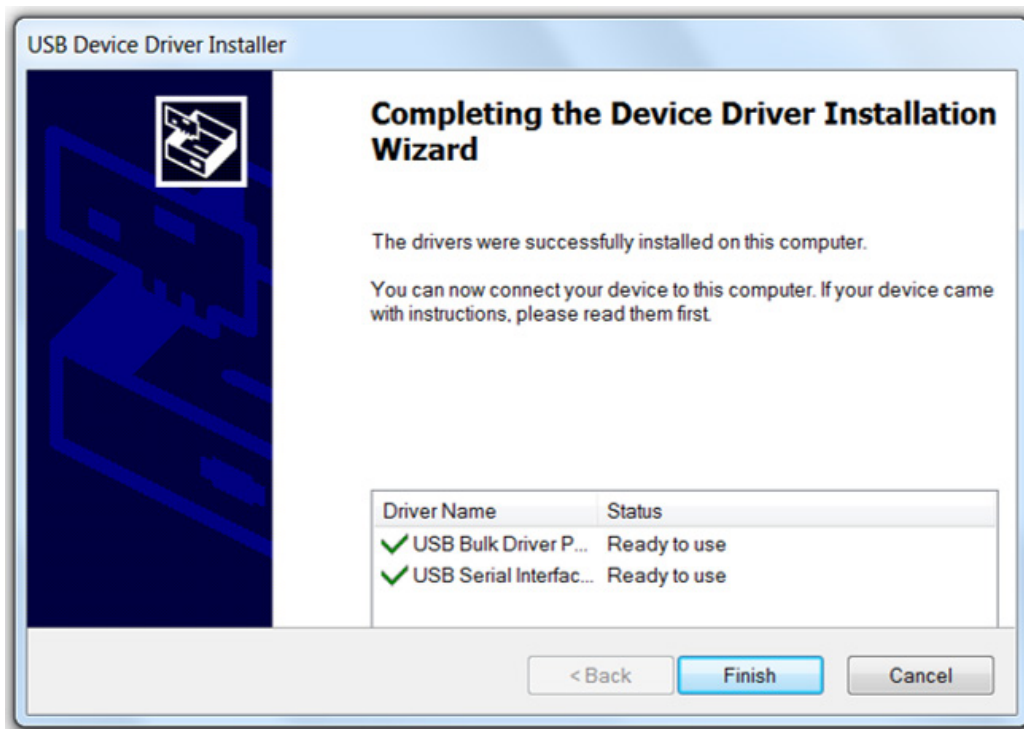 USB Device Driver Installer
Completing the Device Driver Installation
Wizard
The drivers were successfully installed on this computer.
You can now connect your device to this computer. If your device came
with instructions, please read them first.
Driver Name Status
USB Bulk Driver P... Ready to use
USB Serial Interfac... Ready to use
< Back Finish Cancel